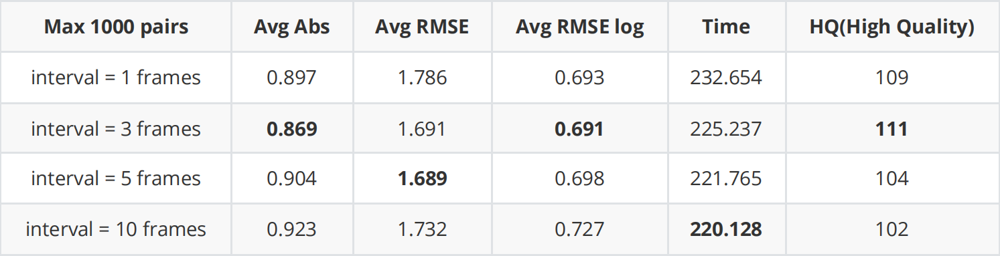 Max 1000 pairs Avg Abs Avg RMSE Avg RMSE log Time HQ(High Quality)
interval = 1 frames 0.897 1.786 0.693 232.654 109
interval = 3 frames 0.869 1.691 0.691 225.237 111
interval = 5 frames 0.904 1.689 0.698 221.765 104
interval = 10 frames 0.923 1.732 0.727 220.128 102